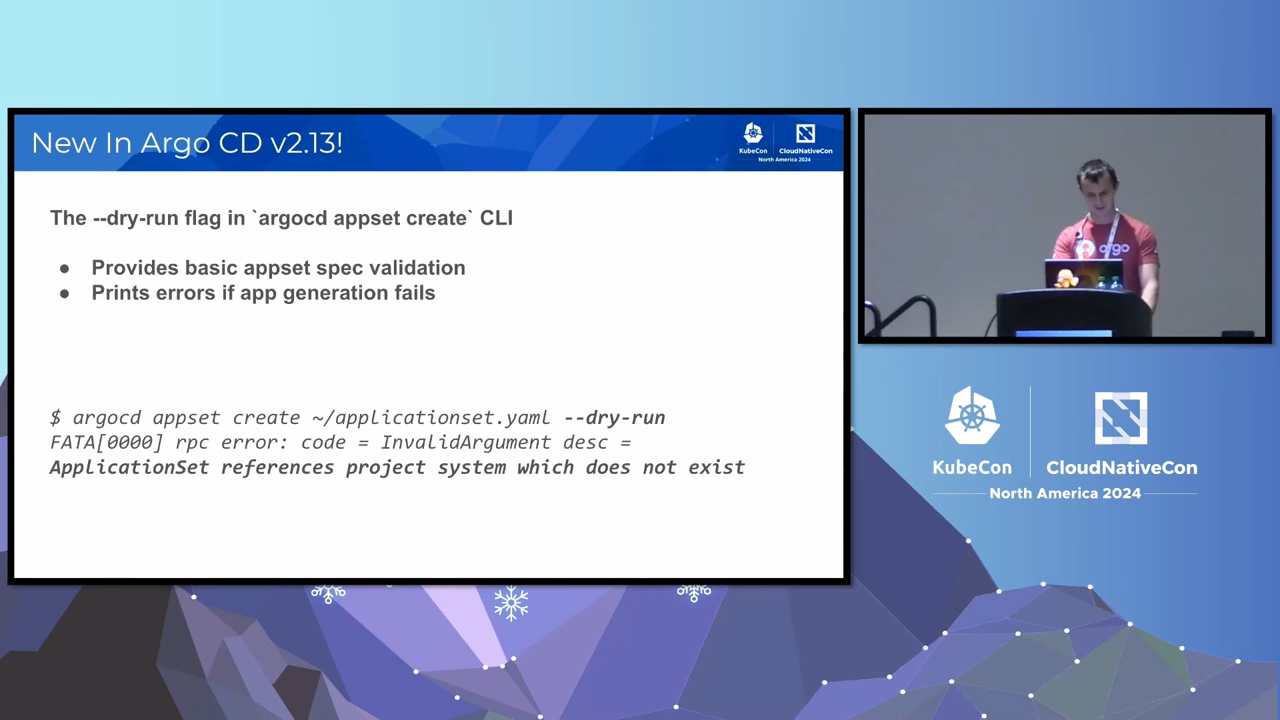 New In Argo CD v2.13!
KubeCon
CloudNativeCon
North America 2024
The --dry-run flag in `argocd appset create` CLI
● Provides basic appset spec validation
● Prints errors if app generation fails
$ argocd appset create ~/applicationset.yaml --dry-run
FATA[0000] rpc error: code = InvalidArgument desc =
ApplicationSet references project system which does not exist
argo
KubeCon
CloudNativeCon
North America 2024